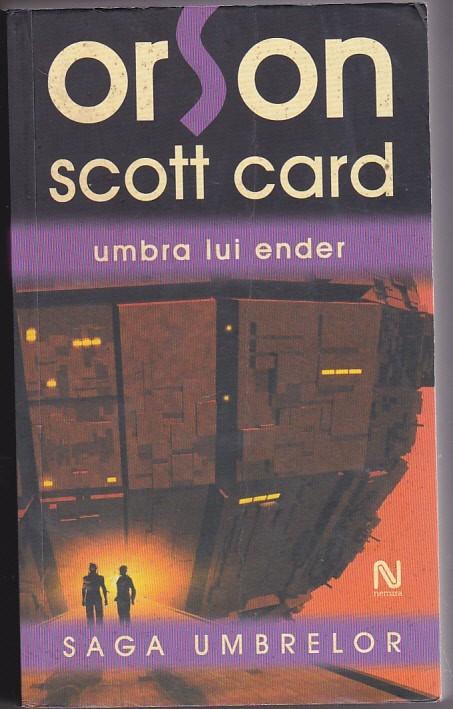 orson
scott card
umbra lui ender
nemira
SAGA UMBRELOR